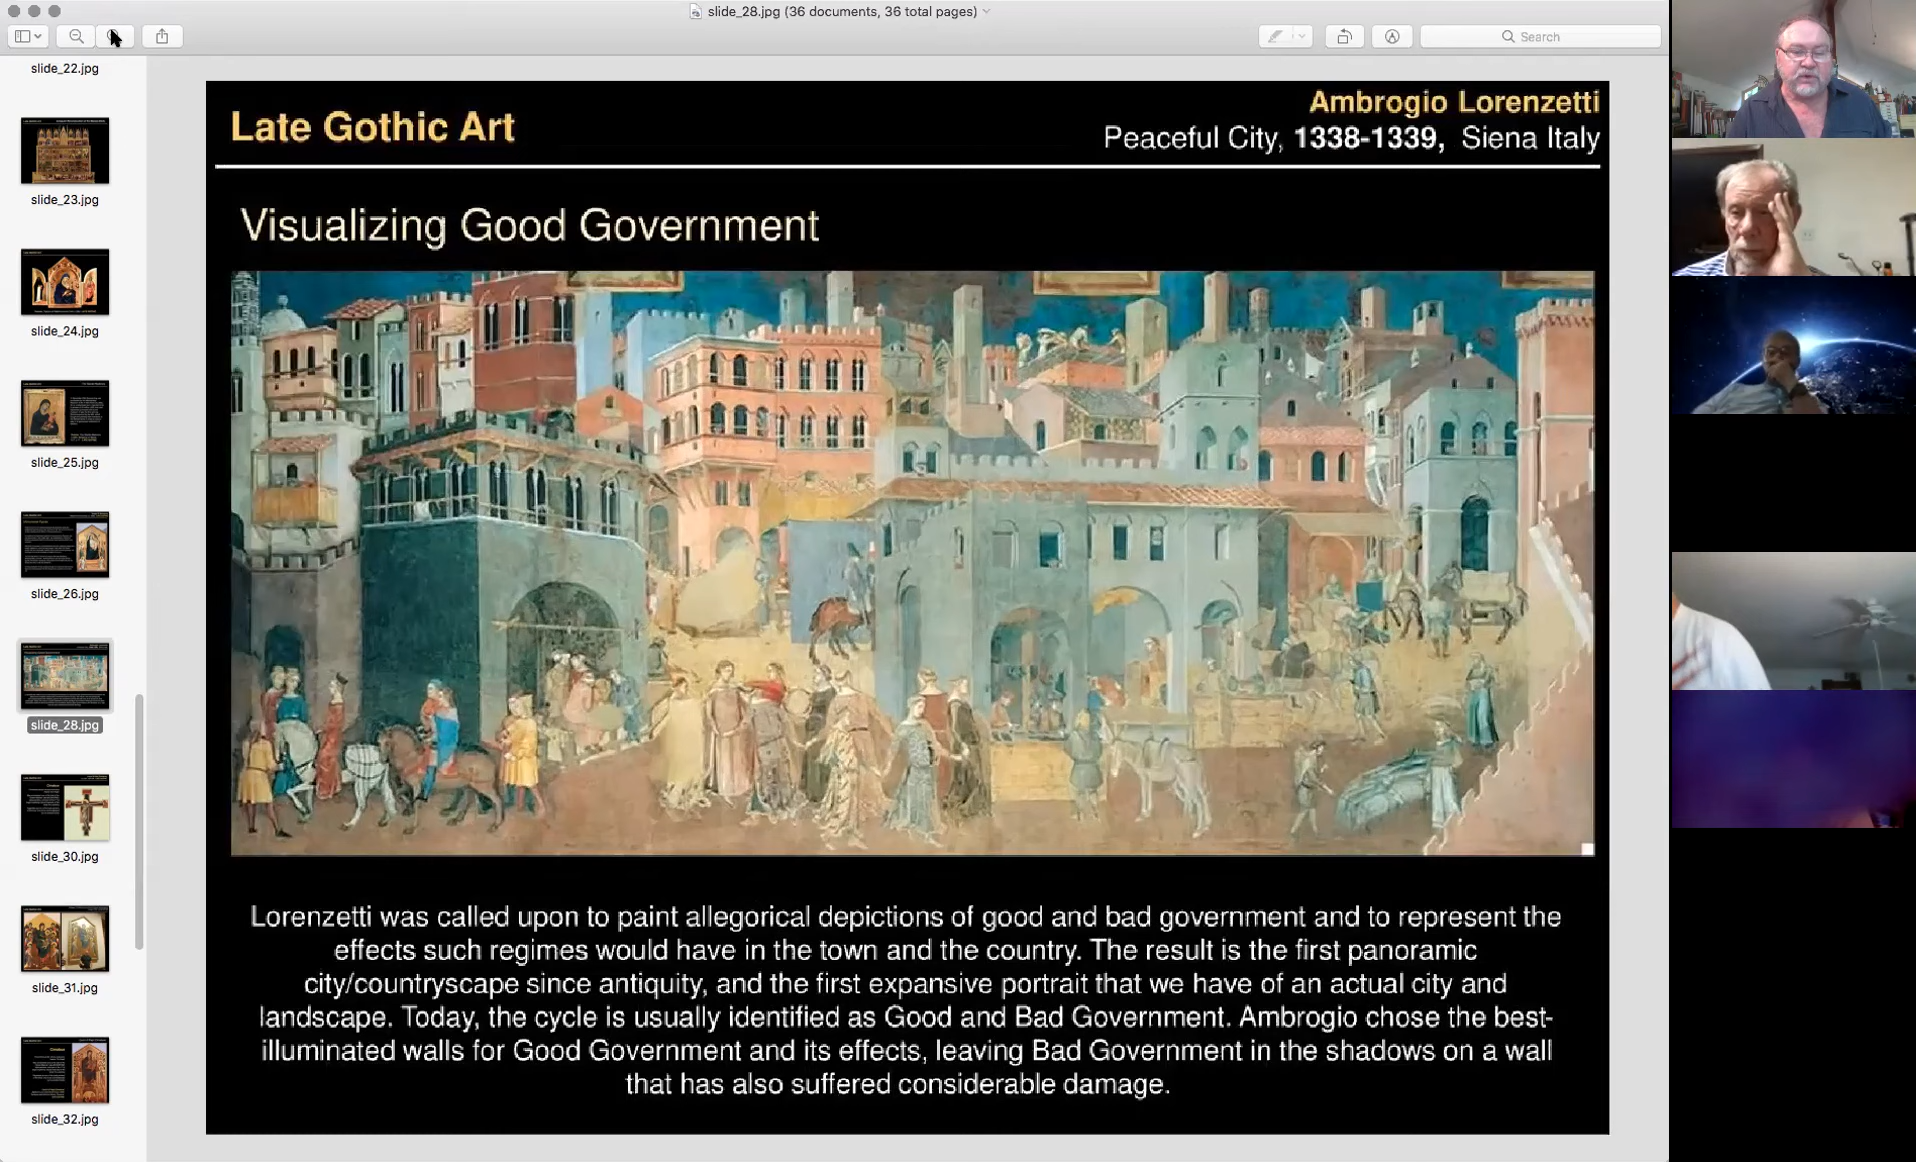 slide_28.jpg (36 documents, 36 total pages)
Search
slide_22.jpg
slide_23.jpg
slide_24.jpg
slide_25.jpg
slide_26.jpg
slide_28.jpg
slide_30.jpg
slide_31.jpg
slide_32.jpg
Late Gothic Art
Ambrogio Lorenzetti
Peaceful City, 1338-1339, Siena Italy
Visualizing Good Government
Lorenzetti was called upon to paint allegorical depictions of good and bad government and to represent the
effects such regimes would have in the town and the country. The result is the first panoramic
city/countryscape since antiquity, and the first expansive portrait that we have of an actual city and
landscape. Today, the cycle is usually identified as Good and Bad Government. Ambrogio chose the best-
illuminated walls for Good Government and its effects, leaving Bad Government in the shadows on a wall
that has also suffered considerable damage.